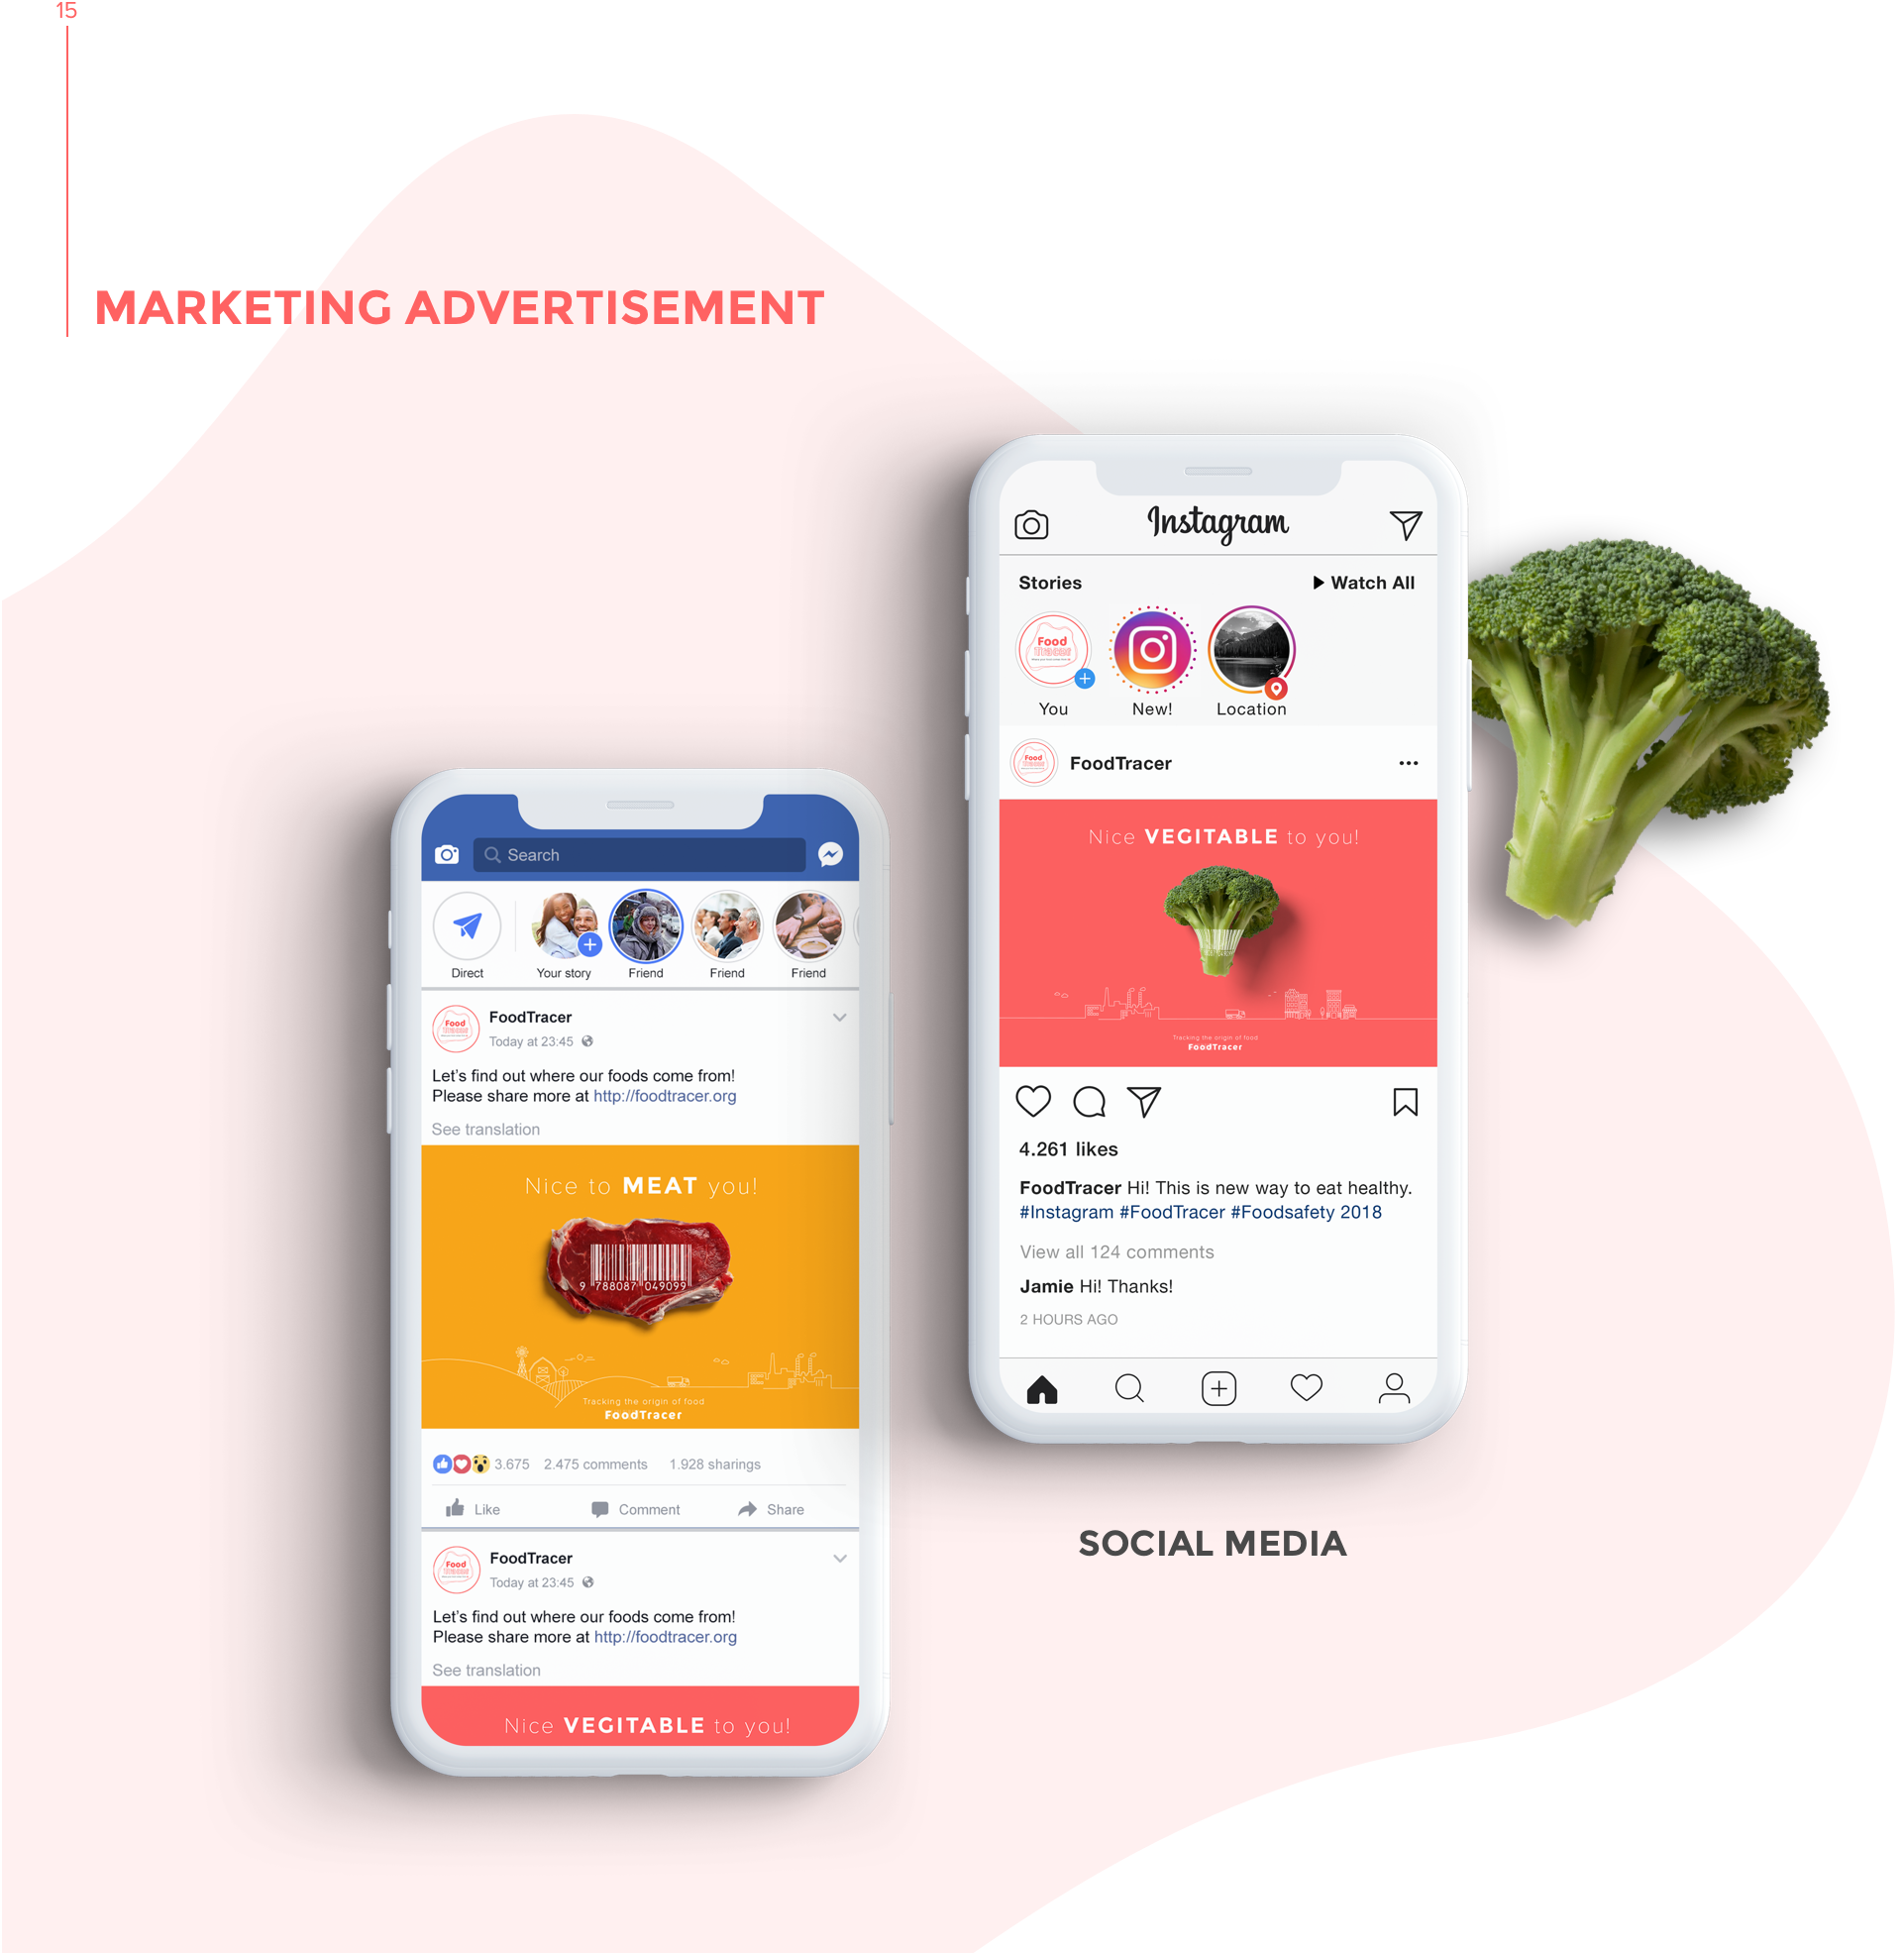 15
MARKETING ADVERTISEMENT
Instagram
Stories
Watch All
Food
Tracer
You
New!
Location
Food
Tracer
FoodTracer
Nice VEGITABLE to you!
Tracking the origin of food
FoodTracer
4.261 likes
FoodTracer Hi! This is new way to eat healthy.
#Instagram #FoodTracer #Foodsafety 2018
View all 124 comments
Jamie Hi! Thanks!
2 HOURS AGO
Search
Direct
Your story
Friend
Friend
Friend
Food
Tracer
FoodTracer
Today at 23:45
Let's find out where our foods come from!
Please share more at http://foodtracer.org
See translation
Nice to MEAT you!
9 788087 049099
Tracking the origin of food
FoodTracer
3.675 2.475 comments 1.928 sharings
Like Comment Share
Food
Tracer
FoodTracer
Today at 23:45
Let's find out where our foods come from!
Please share more at http://foodtracer.org
See translation
Nice VEGITABLE to you!
SOCIAL MEDIA